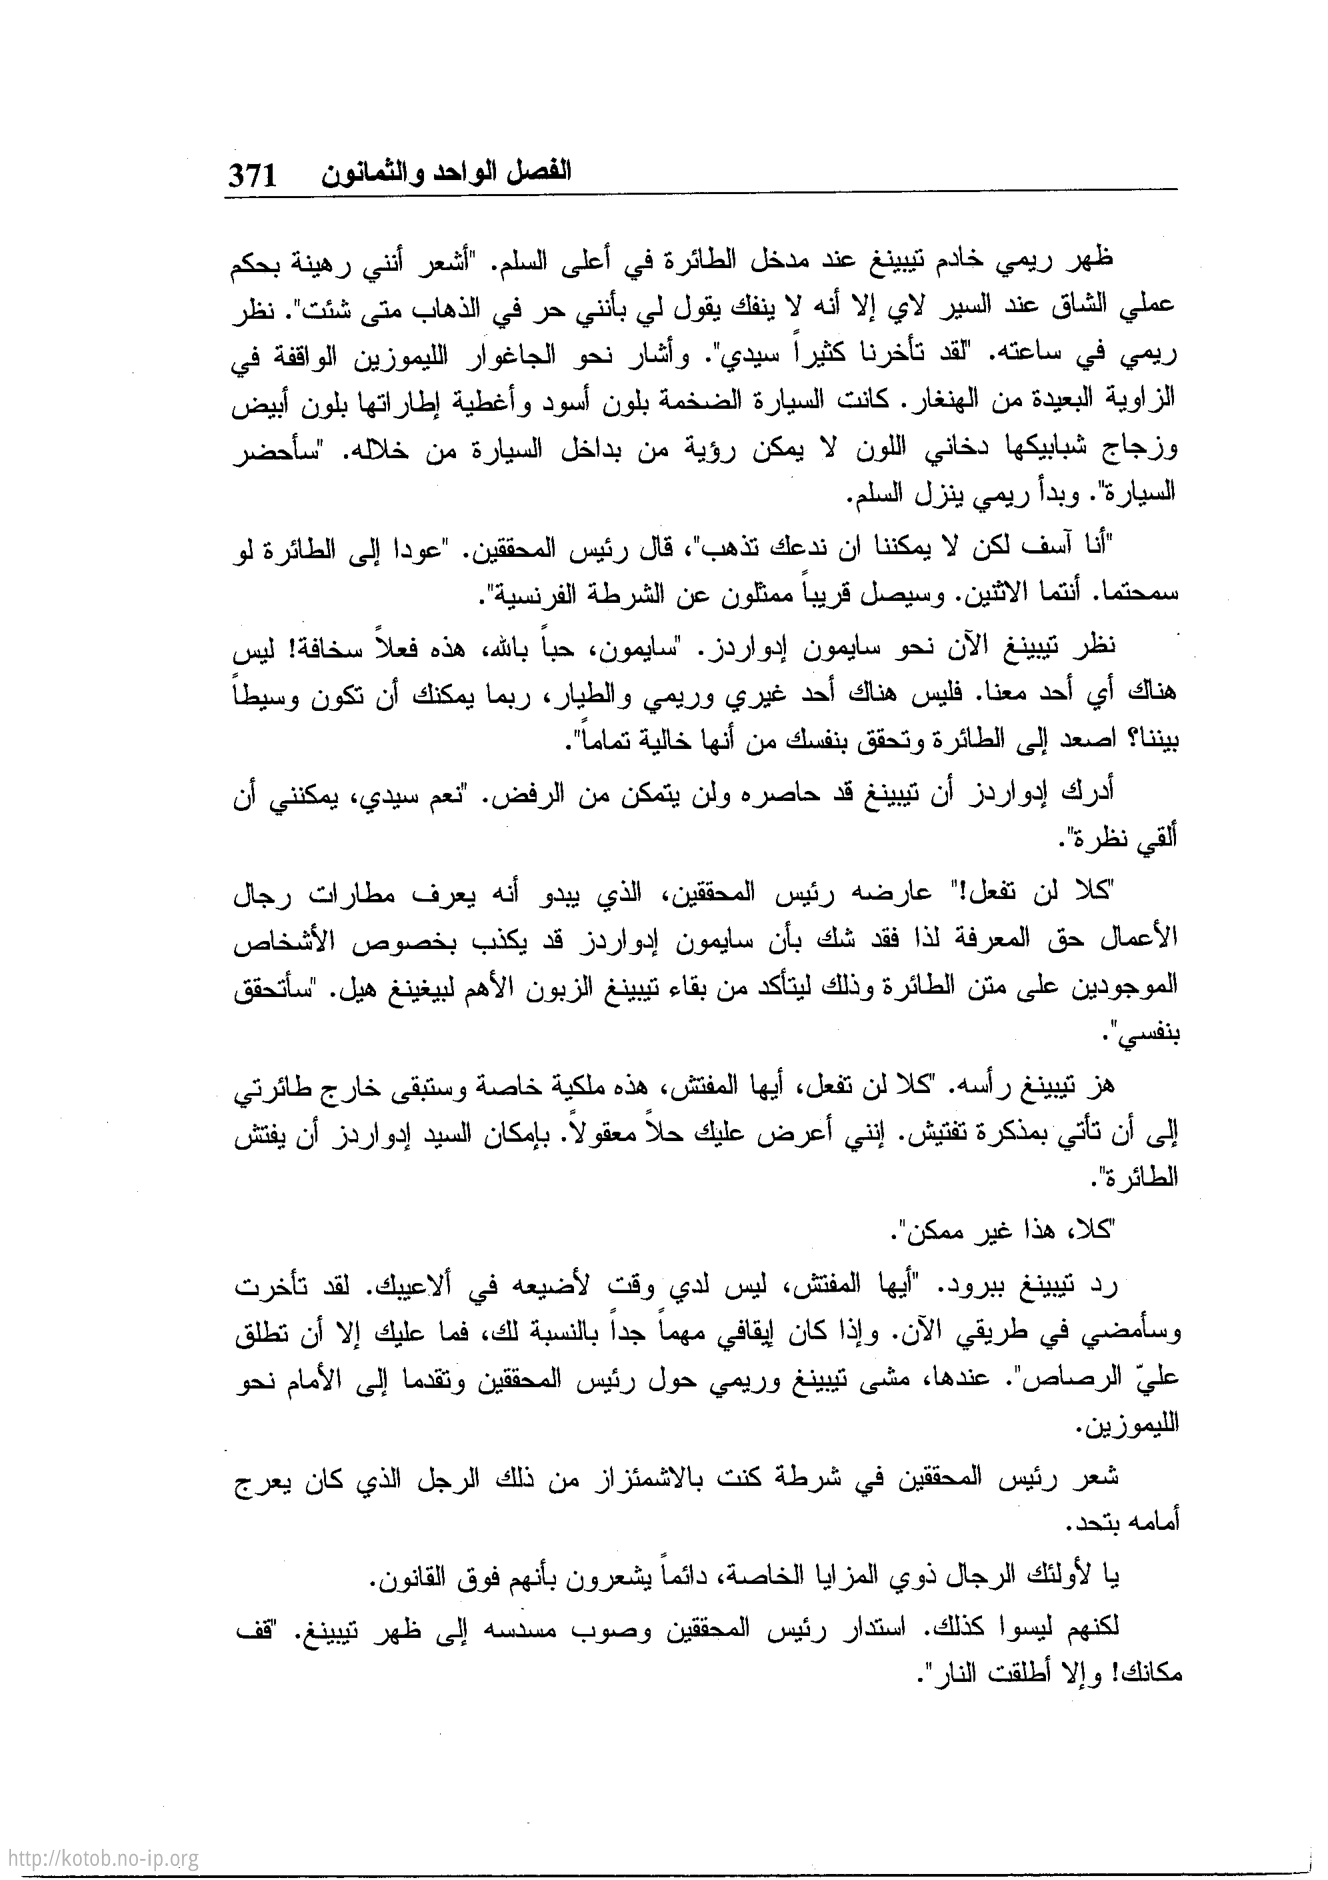 الفصل الواحد والثمانون 371
ظهر ريمي خادم تيبينغ عند مدخل الطائرة في أعلى السلم. "أشعر أنني رهينة بحكم
عملي الشاق عند السير لاي إلا أنه لا ينفك يقول لي بأنني حر في الذهاب متى شئت". نظر
ريمي في ساعته. "لقد تأخرنا كثيراً سيدي". وأشار نحو الجاغوار الليموزين الواقفة في
الزاوية البعيدة من الهنغار. كانت السيارة الضخمة بلون أسود وأغطية إطاراتها بلون أبيض
وزجاج شبابيكها دخاني اللون لا يمكن رؤية من بداخل السيارة من خلاله. "سأحضر
السيارة". وبدأ ريمي ينزل السلم.
"أنا آسف لكن لا يمكننا ان ندعك تذهب"، قال رئيس المحققين. "عودا إلى الطائرة لو
سمحتما. أنتما الاثنين. وسيصل قريباً ممثلون عن الشرطة الفرنسية".
نظر تيبينغ الآن نحو سايمون إدواردز. "سايمون، حباً بالله، هذه فعلاً سخافة! ليس
هناك أي أحد معنا. فليس هناك أحد غيري وريمي والطيار، ربما يمكنك أن تكون وسيطاً
بيننا؟ اصعد إلى الطائرة وتحقق بنفسك من أنها خالية تماماً".
أدرك إدواردز أن تيبينغ قد حاصره ولن يتمكن من الرفض. "نعم سيدي، يمكنني أن
ألقي نظرة".
"كلا لن تفعل!" عارضه رئيس المحققين، الذي يبدو أنه يعرف مطارات رجال
الأعمال حق المعرفة لذا فقد شك بأن سايمون إدواردز قد يكذب بخصوص الأشخاص
الموجودين على متن الطائرة وذلك ليتأكد من بقاء تيبينغ الزبون الأهم لبيغينغ هيل. "سأتحقق
بنفسي".
هز تيبينغ رأسه. "كلا لن تفعل، أيها المفتش، هذه ملكية خاصة وستبقى خارج طائرتي
إلى أن تأتي بمذكرة تفتيش. إنني أعرض عليك حلاً معقولاً. بإمكان السيد إدواردز أن يفتش
الطائرة".
"كلا، هذا غير ممكن".
رد تيبينغ ببرود. "أيها المفتش، ليس لدي وقت لأضيعه في ألاعيبك. لقد تأخرت
وسأمضي في طريقي الآن. وإذا كان إيقافي مهماً جداً بالنسبة لك، فما عليك إلا أن تطلق
عليّ الرصاص". عندها، مشى تيبينغ وريمي حول رئيس المحققين وتقدما إلى الأمام نحو
الليموزين.
شعر رئيس المحققين في شرطة كنت بالاشمئزاز من ذلك الرجل الذي كان يعرج
أمامه بتحد.
يا لأولئك الرجال ذوي المزايا الخاصة، دائماً يشعرون بأنهم فوق القانون.
لكنهم ليسوا كذلك. استدار رئيس المحققين وصوب مسدسه إلى ظهر تيبينغ. "قف
مكانك! وإلا أطلقت النار".
http://kotob.no-ip.org